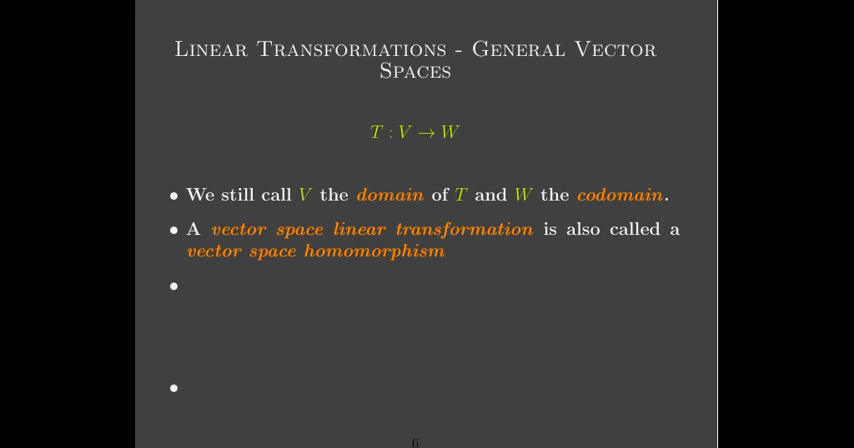 Linear Transformations - General Vector
Spaces
T : V → W
• We still call V the domain of T and W the codomain.
• A vector space linear transformation is also called a
vector space homomorphism
•
•
6